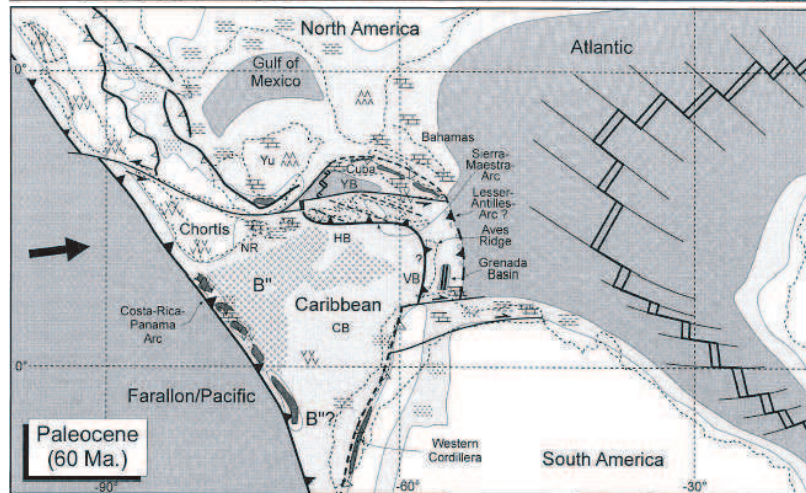 North America
Atlantic
Gulf of
Mexico
0°
Bahamas
Yu
Cuba
YB
Sierra-
Maestra-
Arc
Lesser-
Antilles-
Arc ?
Aves
Ridge
Grenada
Basin
Chortis
NR
HB
?
VB
B"
Caribbean
CB
Costa-Rica-
Panama
Arc
0°
Farallon/Pacific
B"?
Paleocene
(60 Ma.)
Western
Cordillera
South America
-90°
-60°
-30°